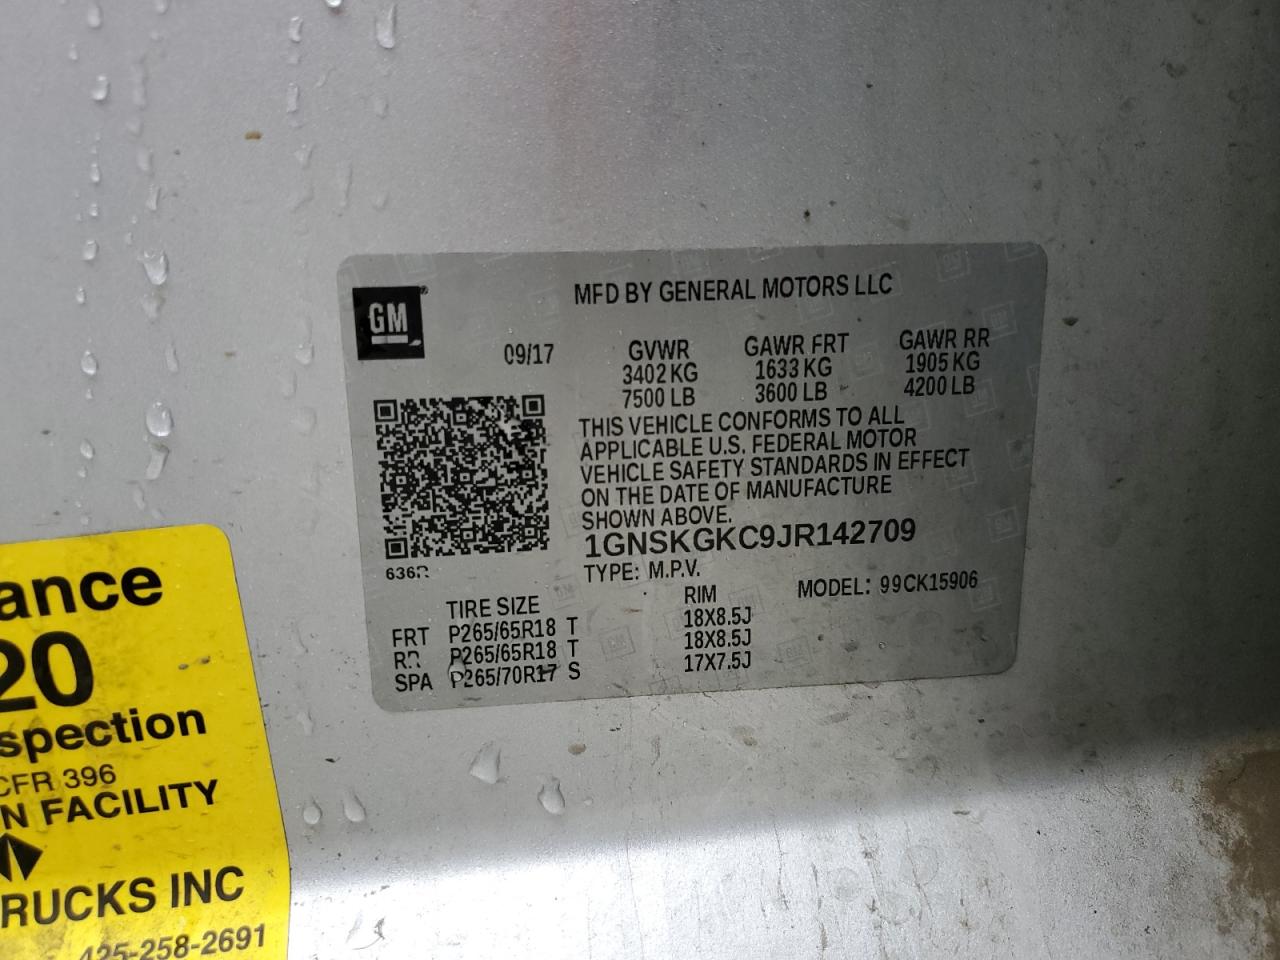 MFD BY GENERAL MOTORS LLC
GM
09/17
GVWR
3402 KG
7500 LB
GAWR FRT
1633 KG
3600 LB
GAWR RR
1905 KG
4200 LB
THIS VEHICLE CONFORMS TO ALL
APPLICABLE U.S. FEDERAL MOTOR
VEHICLE SAFETY STANDARDS IN EFFECT
ON THE DATE OF MANUFACTURE
SHOWN ABOVE.
1GNSKGKC9JR142709
636R
TYPE: M.P.V.
MODEL: 99CK15906
TIRE SIZE RIM
FRT P265/65R18 T 18X8.5J
RR P265/65R18 T 18X8.5J
SPA P265/70R17 S 17X7.5J
ance
20
spection
CFR 396
N FACILITY
RUCKS INC
425-258-2691